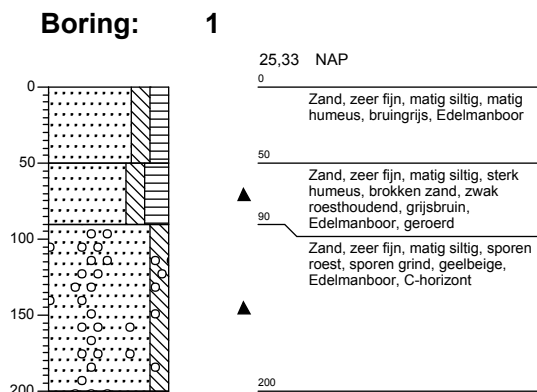 Boring: 1
25,33 NAP
0
0
Zand, zeer fijn, matig siltig, matig
humeus, bruingrijs, Edelmanboor
50
50
Zand, zeer fijn, matig siltig, sterk
humeus, brokken zand, zwak
roesthoudend, grijsbruin,
Edelmanboor, geroerd
90
100
Zand, zeer fijn, matig siltig, sporen
roest, sporen grind, geelbeige,
Edelmanboor, C-horizont
150
200
200